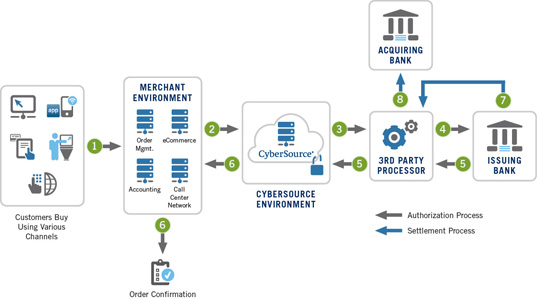 ACQUIRING
BANK
MERCHANT
ENVIRONMENT
app
8
7
Order
Mgmt.
eCommerce
1
2
CyberSource
3
4
6
5
5
3RD PARTY
PROCESSOR
ISSUING
BANK
Accounting
Call
Center
Network
CYBERSOURCE
ENVIRONMENT
Customers Buy
Using Various
Channels
6
Authorization Process
Settlement Process
Order Confirmation